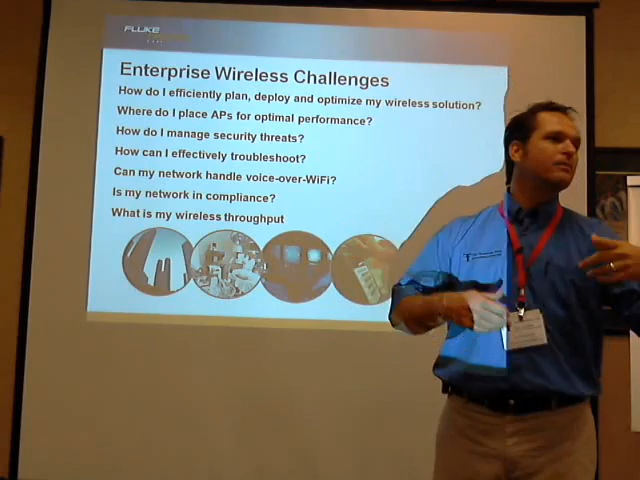 FLUKE
Enterprise Wireless Challenges
How do I efficiently plan, deploy and optimize my wireless solution?
Where do I place APs for optimal performance?
How do I manage security threats?
How can I effectively troubleshoot?
Can my network handle voice-over-WiFi?
Is my network in compliance?
What is my wireless throughput